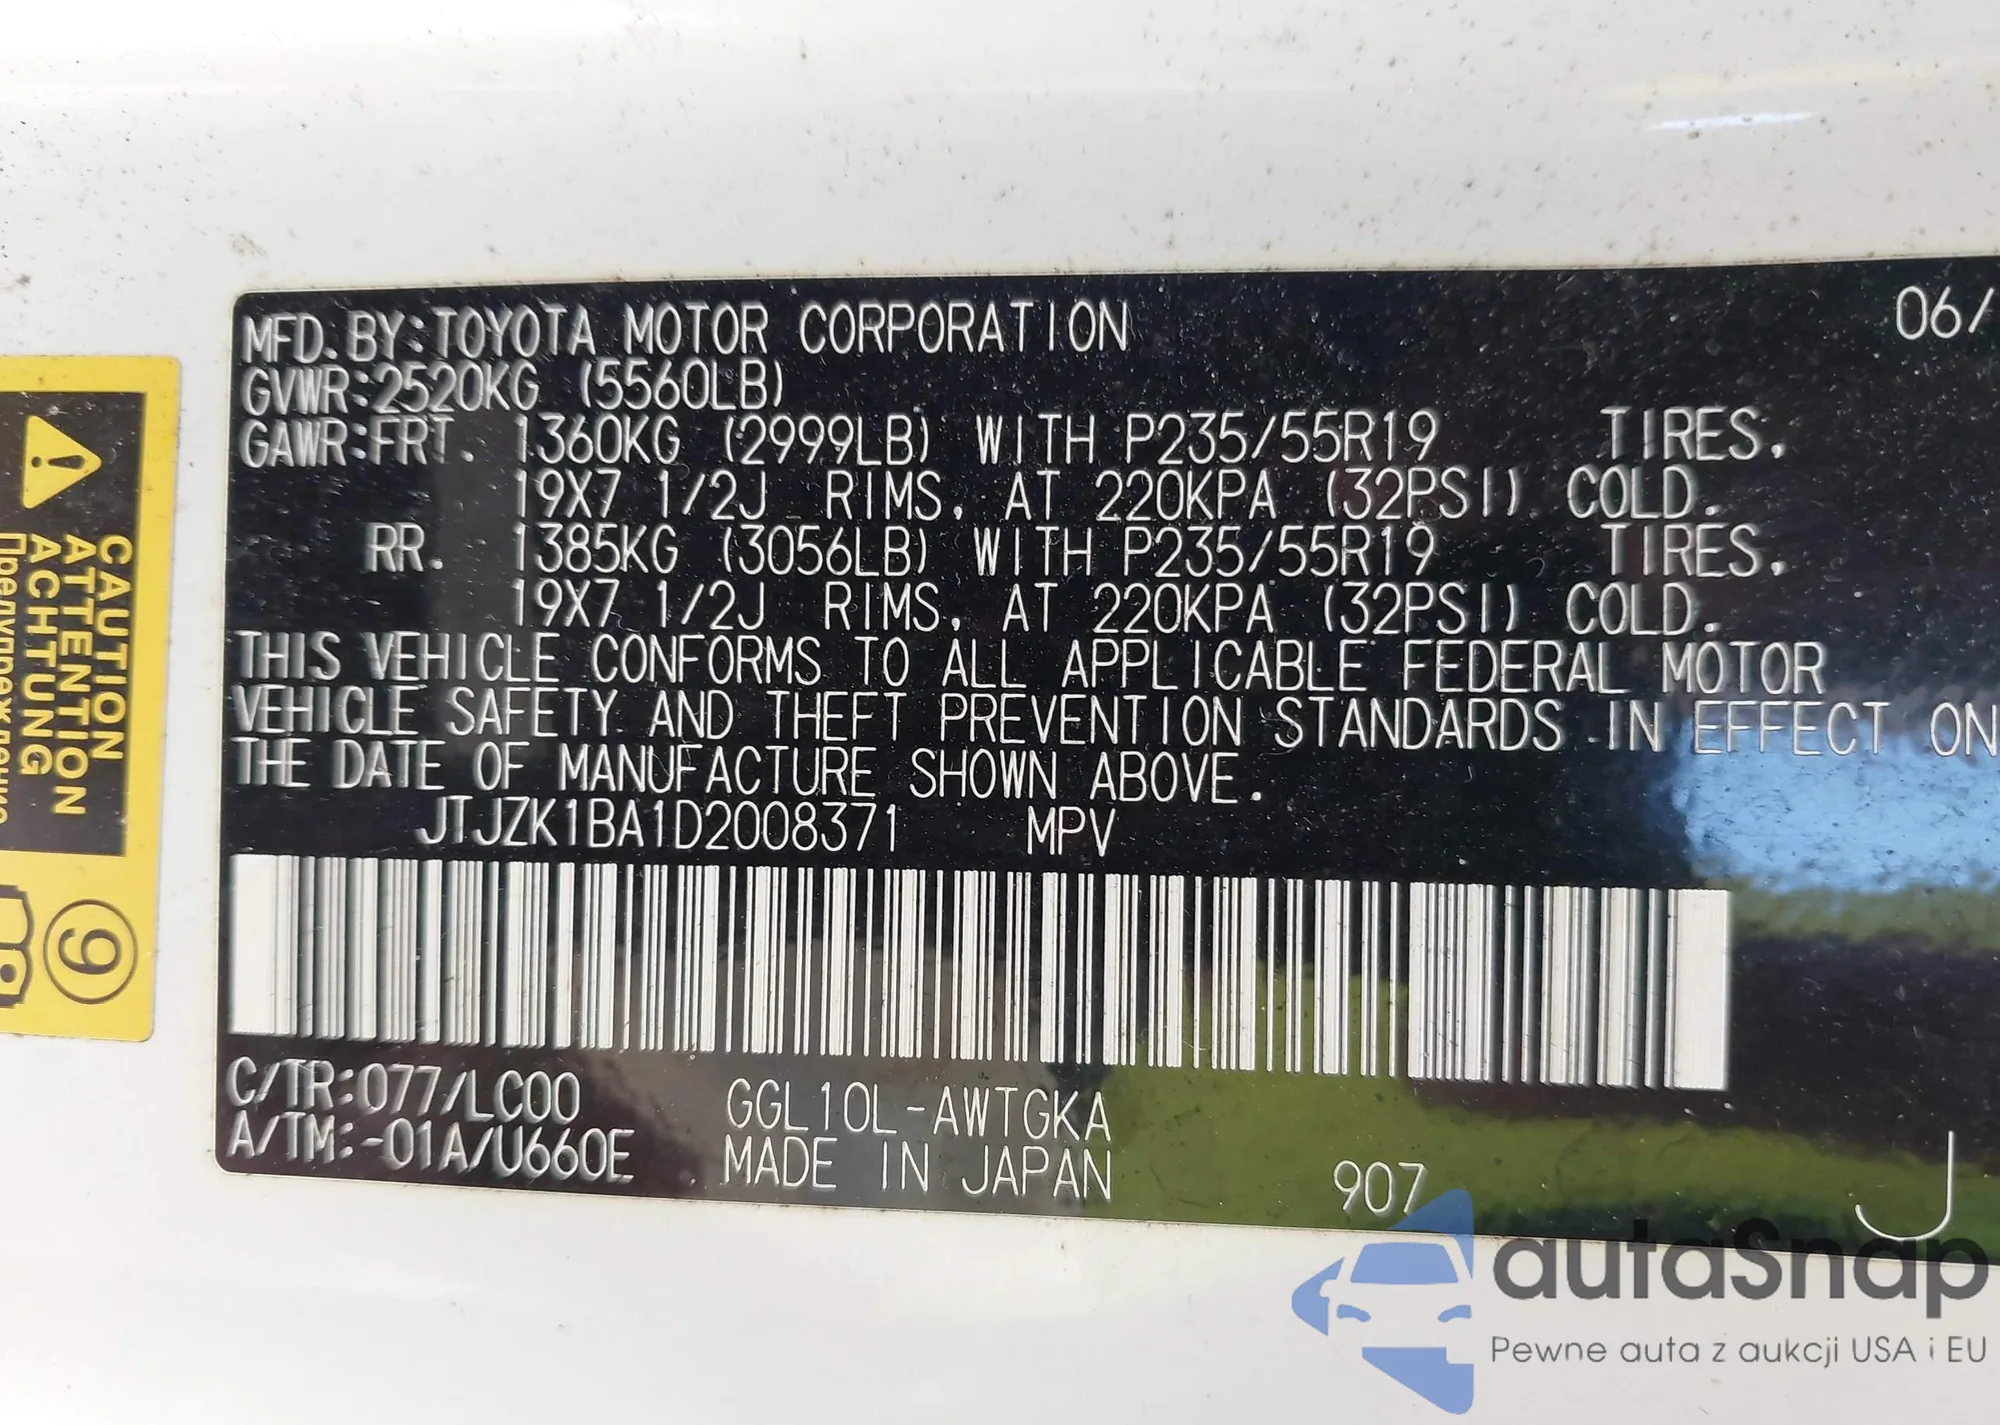 MFD. BY: TOYOTA MOTOR CORPORATION 06/
GVWR: 2520KG (5560LB)
GAWR: FRT. 1360KG (2999LB) WITH P235/55R19 TIRES,
19X7 1/2J RIMS, AT 220KPA (32PSI) COLD.
RR. 1385KG (3056LB) WITH P235/55R19 TIRES,
19X7 1/2J RIMS, AT 220KPA (32PSI) COLD.
THIS VEHICLE CONFORMS TO ALL APPLICABLE FEDERAL MOTOR
VEHICLE SAFETY AND THEFT PREVENTION STANDARDS IN EFFECT ON
THE DATE OF MANUFACTURE SHOWN ABOVE.
JTJZK1BA1D2008371 MPV
C/TR: 077/LC00 GGL10L-AWTGKA
A/TM: -01A/U660E MADE IN JAPAN 907 J
CAUTION
ATTENTION
ACHTUNG
9
autaSnap
Pewne auta z aukcji USA i EU